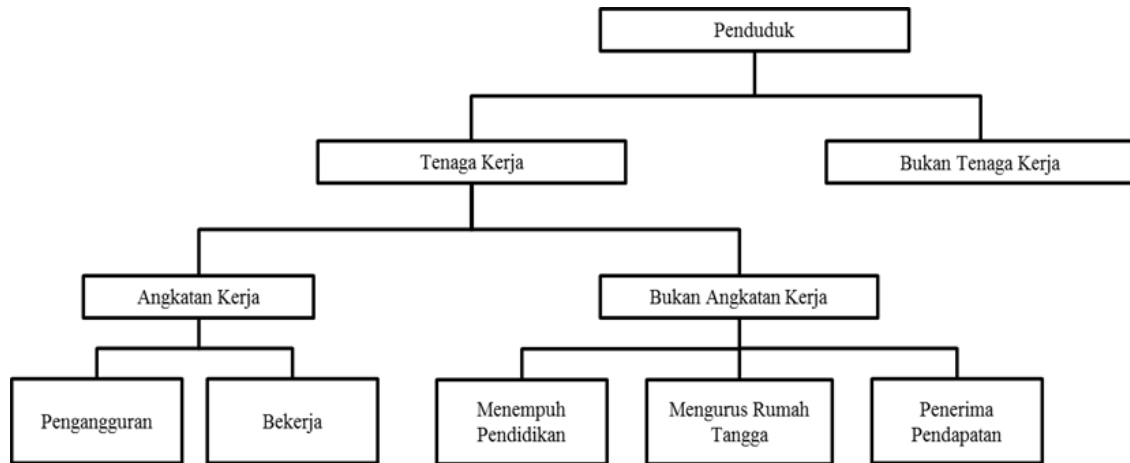 Penduduk
Tenaga Kerja
Bukan Tenaga Kerja
Angkatan Kerja
Bukan Angkatan Kerja
Pengangguran
Bekerja
Menempuh
Pendidikan
Mengurus Rumah
Tangga
Penerima
Pendapatan